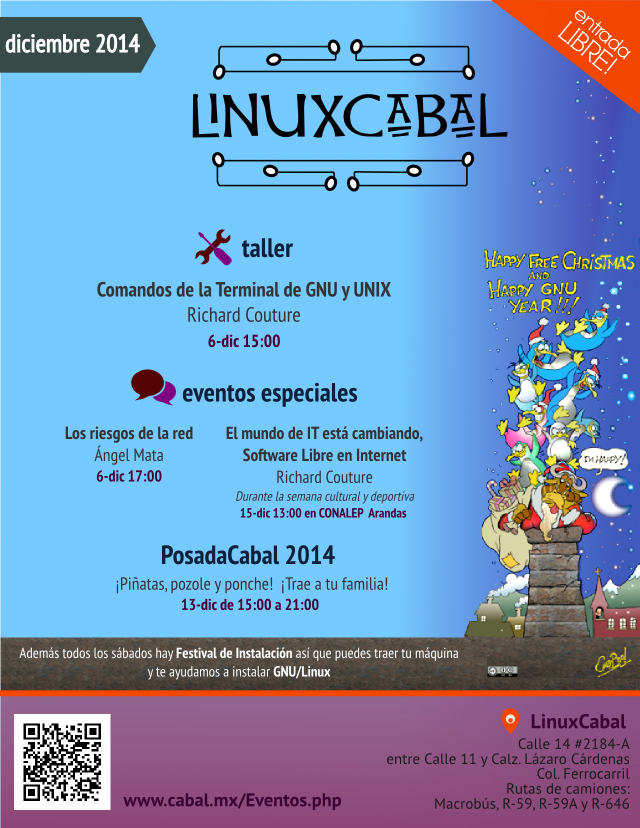 diciembre 2014
entrada
LIBRE!
LINUXCABAL
taller
Comandos de la Terminal de GNU y UNIX
Richard Couture
6-dic 15:00
HAPPY FREE CHRISTMAS
AND
HAPPY GNU
YEAR!!!
I'M HAPPY!
eventos especiales
Los riesgos de la red
Ángel Mata
6-dic 17:00
El mundo de IT está cambiando,
Software Libre en Internet
Richard Couture
Durante la semana cultural y deportiva
15-dic 13:00 en CONALEP Arandas
PosadaCabal 2014
¡Piñatas, pozole y ponche! ¡Trae a tu familia!
13-dic de 15:00 a 21:00
Además todos los sábados hay Festival de Instalación así que puedes traer tu máquina
y te ayudamos a instalar GNU/Linux
www.cabal.mx/Eventos.php
LinuxCabal
Calle 14 #2184-A
entre Calle 11 y Calz. Lázaro Cárdenas
Col. Ferrocarril
Rutas de camiones:
Macrobús, R-59, R-59A y R-646